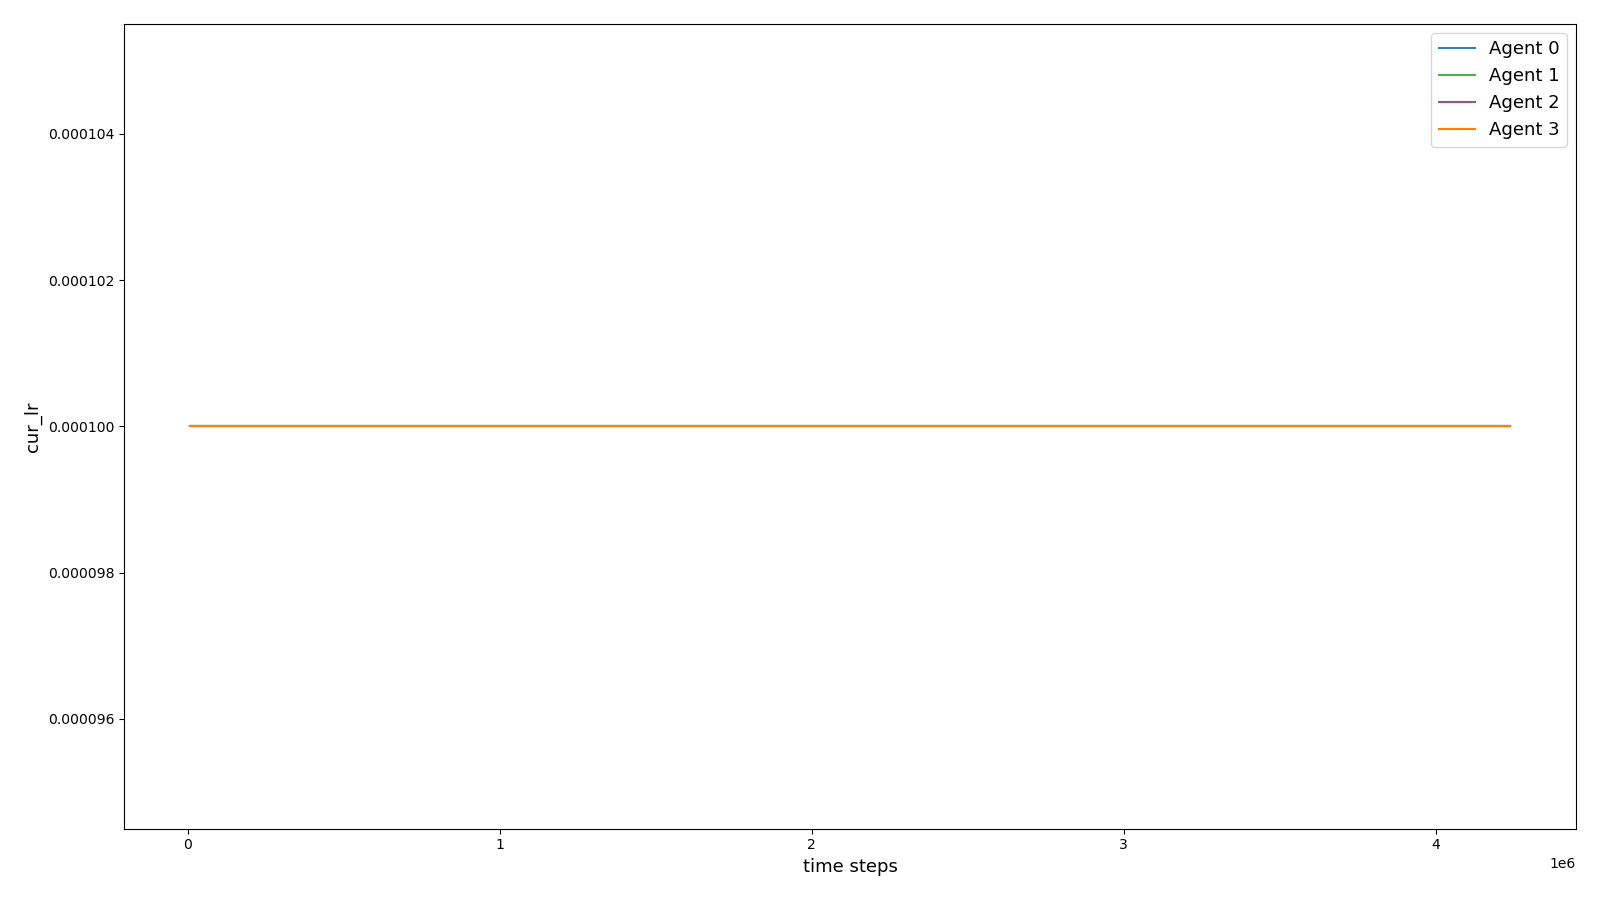 Agent 0
Agent 1
Agent 2
Agent 3
0.000104
0.000102
0.000100
0.000098
0.000096
cur_lr
0 1 2 3 4
1e6
time steps